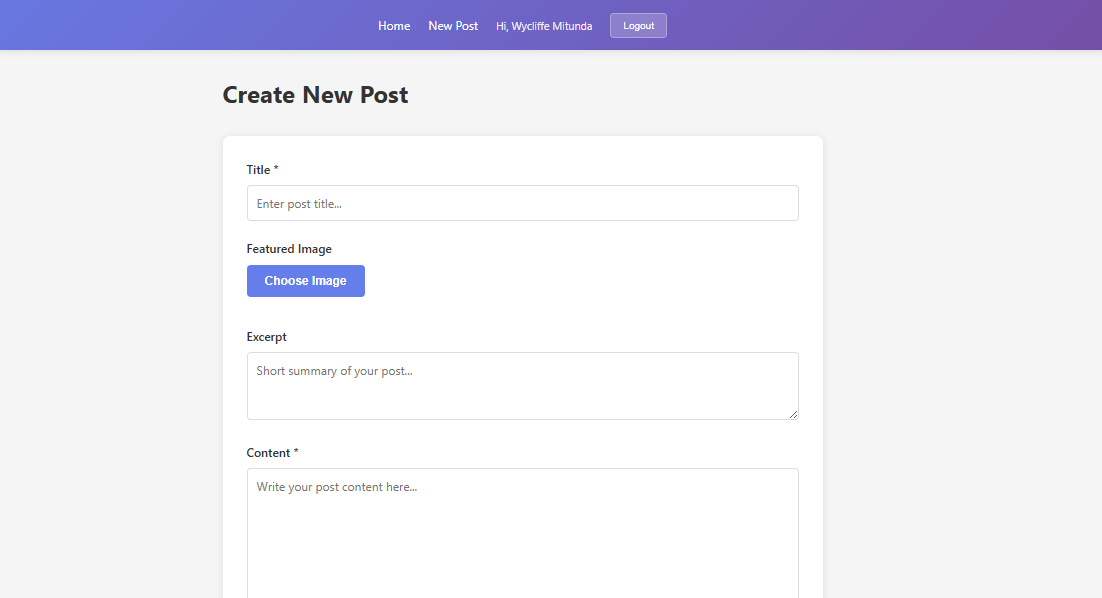 Home New Post Hi, Wycliffe Mitunda Logout
Create New Post
Title *
Enter post title...
Featured Image
Choose Image
Excerpt
Short summary of your post...
Content *
Write your post content here...